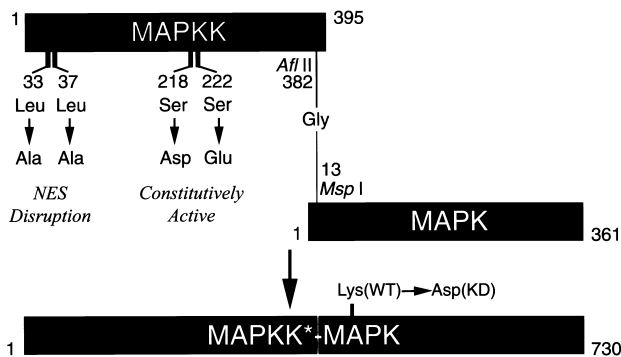 1 MAPKK 395
33 37 218 222 Afl II
382
Leu Leu Ser Ser
Gly
Ala Ala Asp Glu
NES Disruption
Constitutively Active
13
Msp I
1 MAPK 361
Lys(WT)→Asp(KD)
1 MAPKK*-MAPK 730